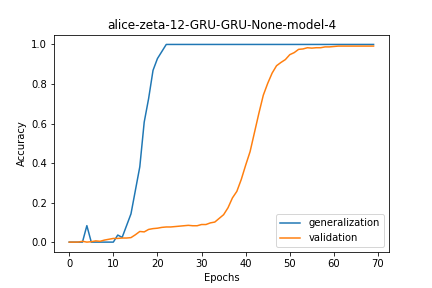 alice-zeta-12-GRU-GRU-None-model-4
1.0
0.8
0.6
0.4
0.2
0.0
Accuracy
0 10 20 30 40 50 60 70
Epochs
generalization
validation